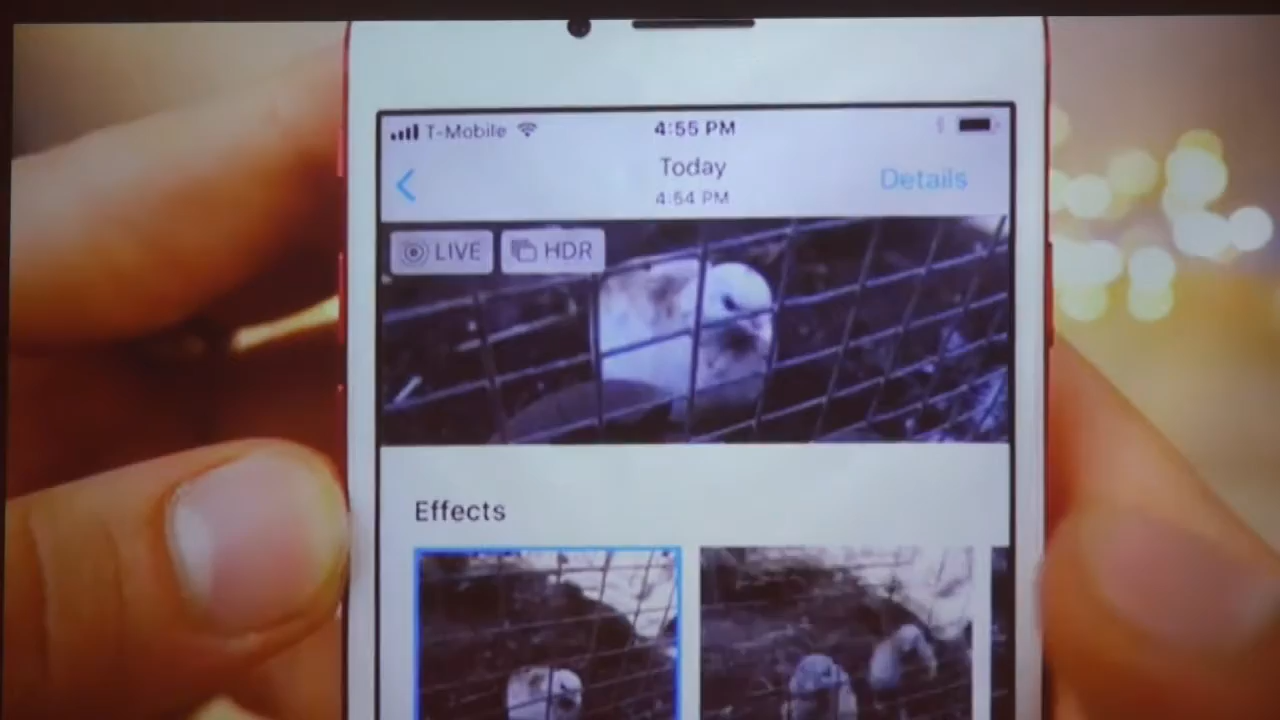 T-Mobile 4:55 PM
Today
4:54 PM
Details
LIVE HDR
Effects